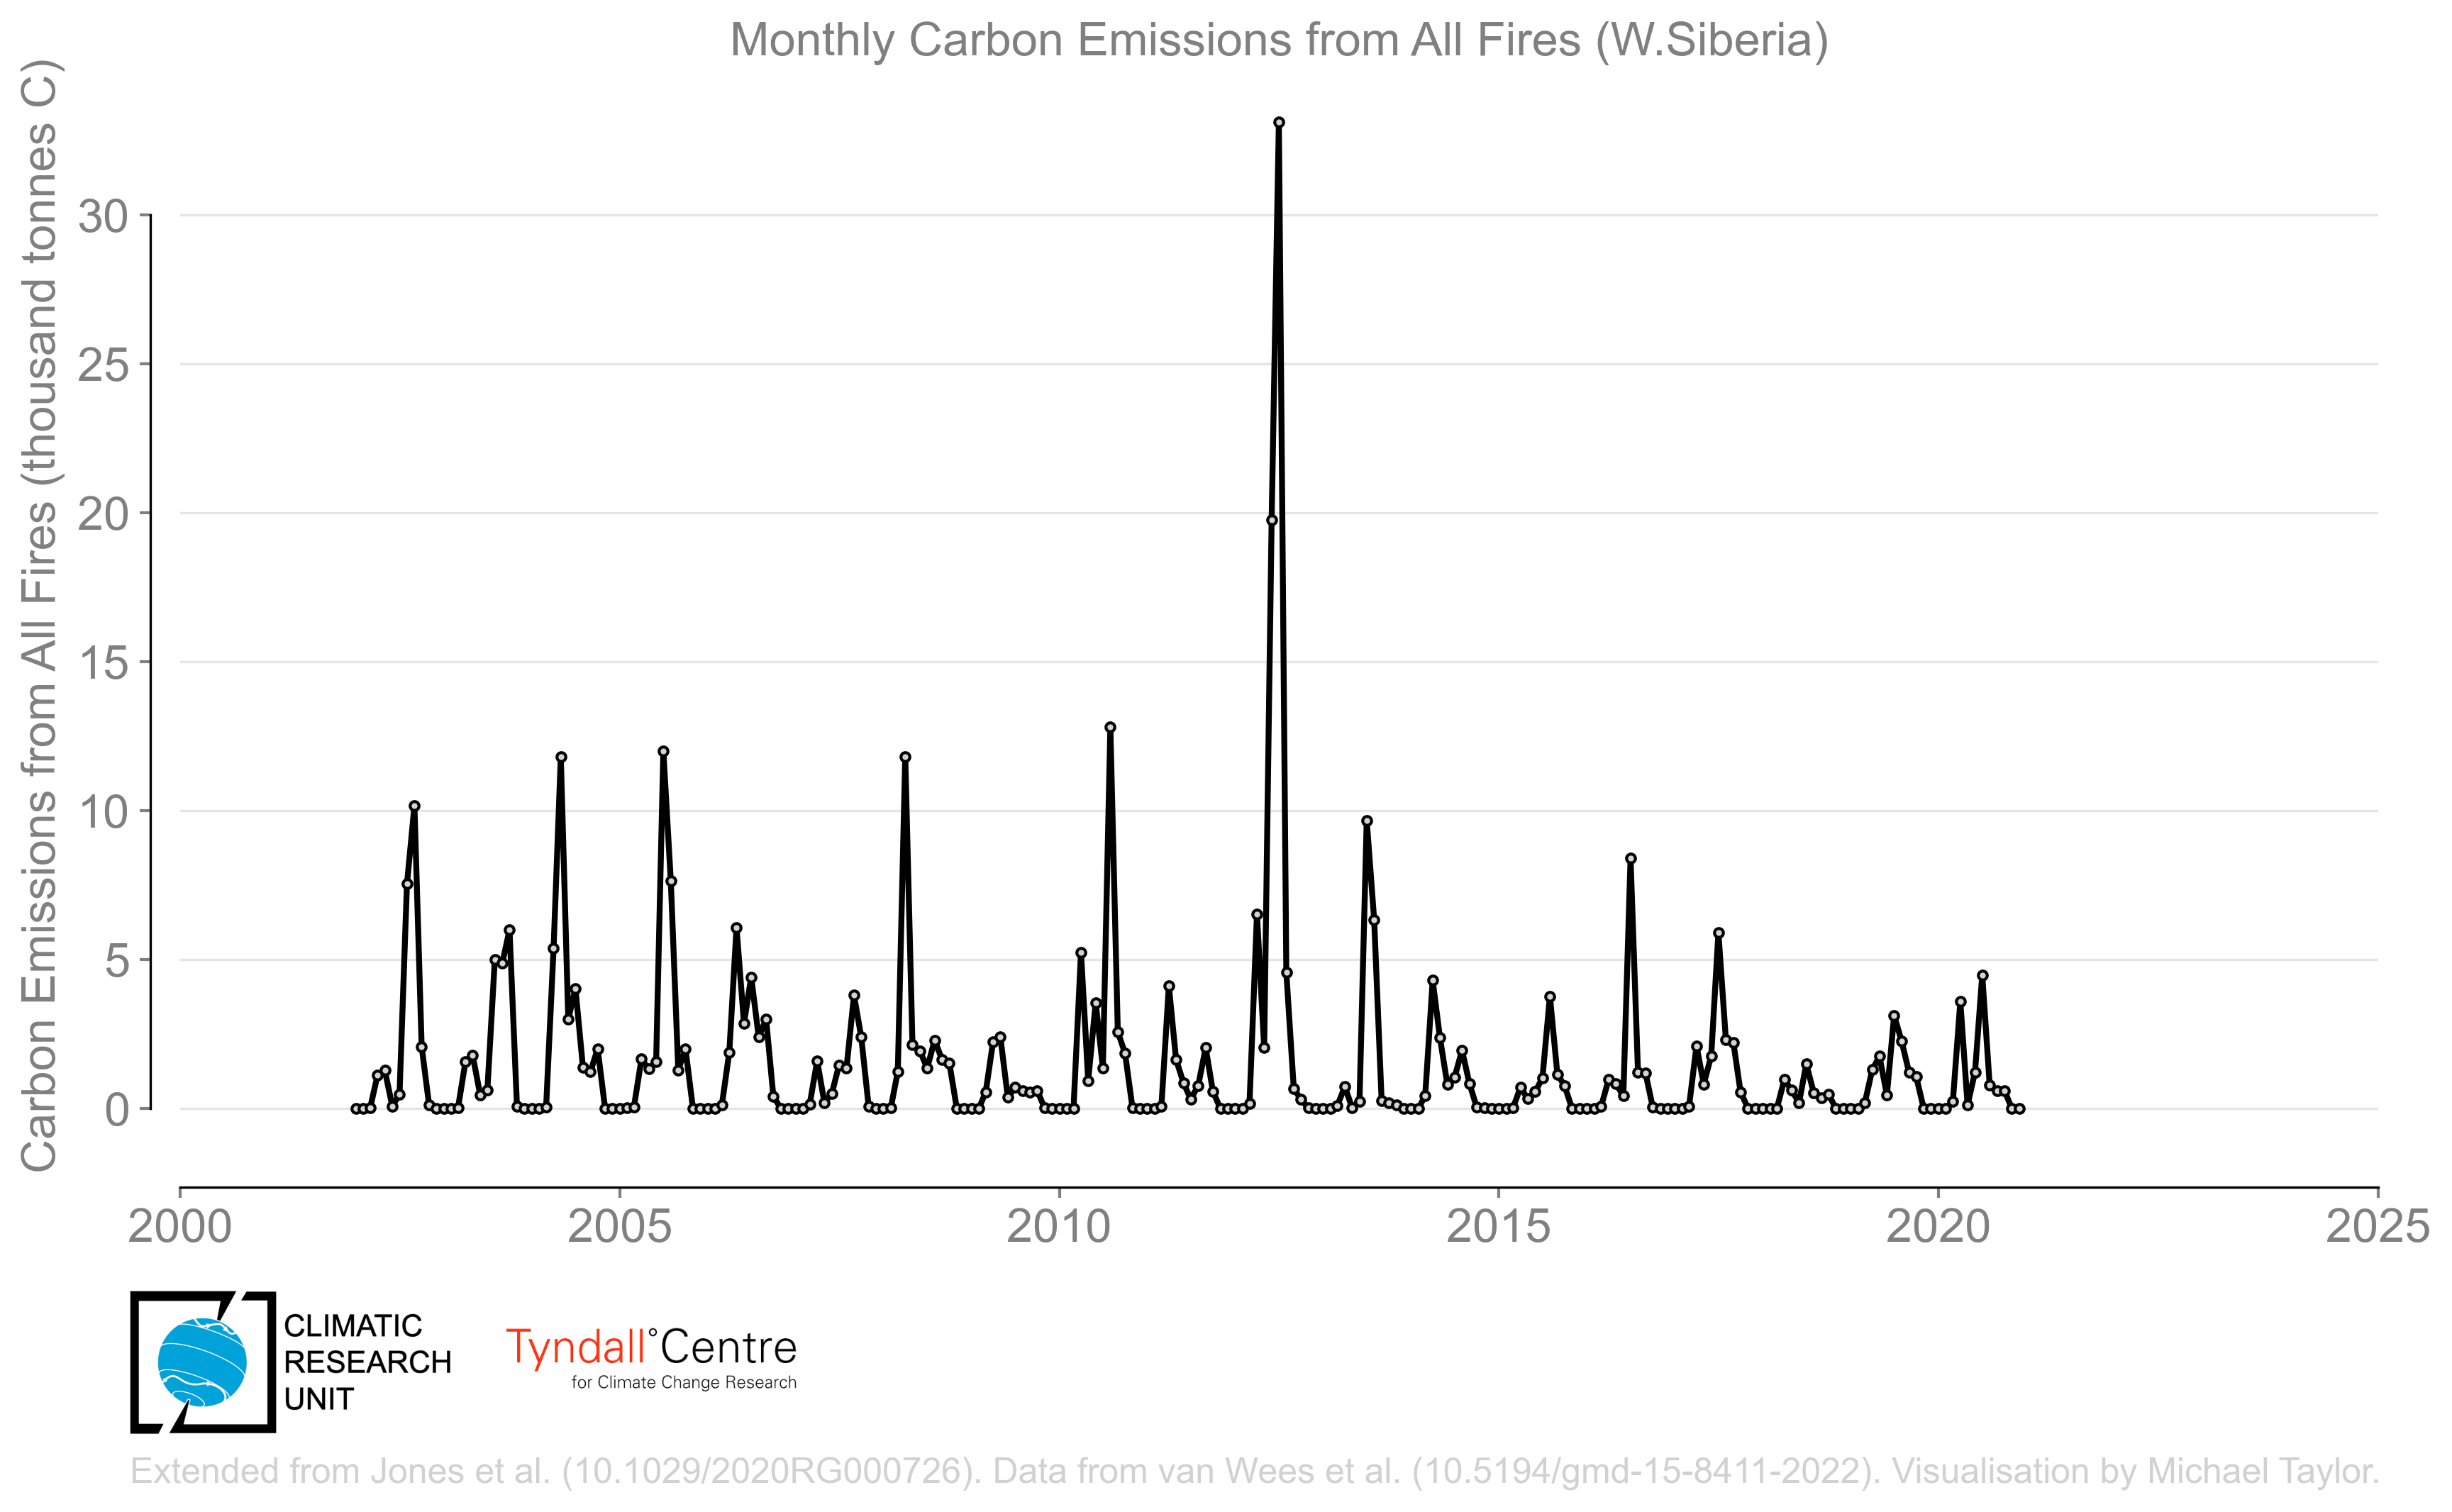 Monthly Carbon Emissions from All Fires (W.Siberia)
Carbon Emissions from All Fires (thousand tonnes C)
30
25
20
15
10
5
0
2000 2005 2010 2015 2020 2025
CLIMATIC
RESEARCH
UNIT
Tyndall°Centre
for Climate Change Research
Extended from Jones et al. (10.1029/2020RG000726). Data from van Wees et al. (10.5194/gmd-15-8411-2022). Visualisation by Michael Taylor.